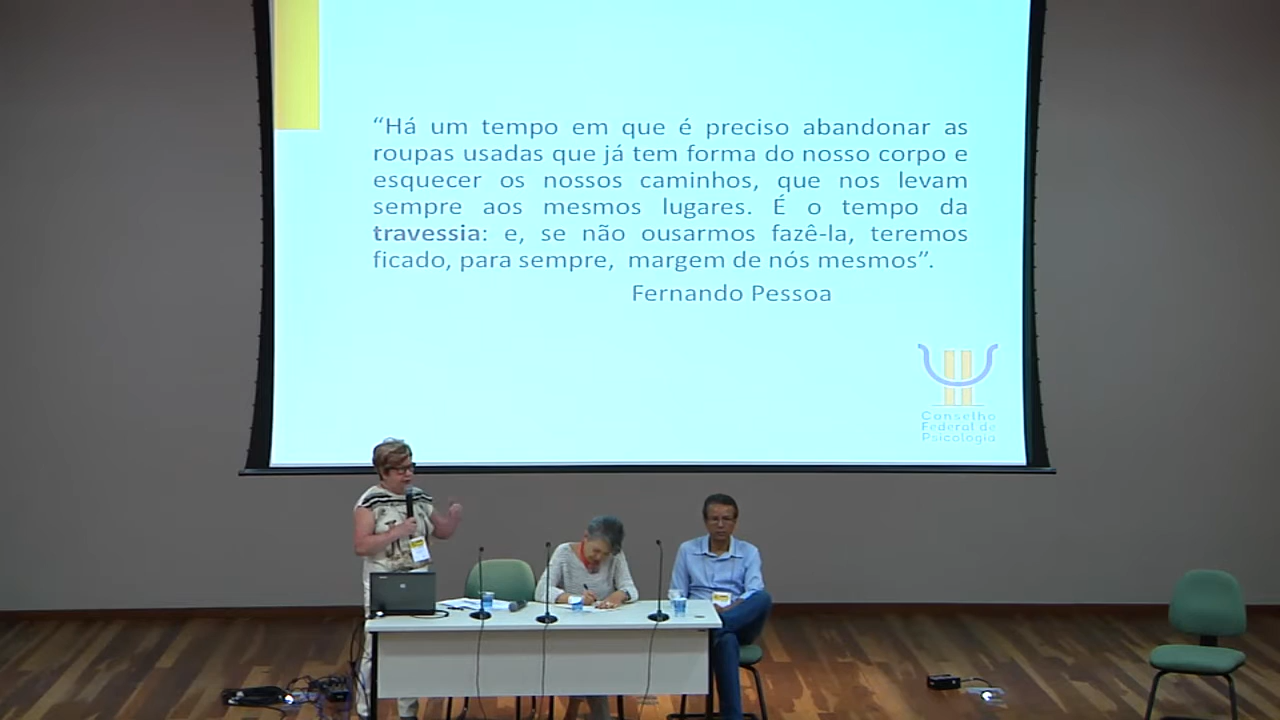 “Há um tempo em que é preciso abandonar as
roupas usadas que já tem forma do nosso corpo e
esquecer os nossos caminhos, que nos levam
sempre aos mesmos lugares. É o tempo da
travessia: e, se não ousarmos fazê-la, teremos
ficado, para sempre, margem de nós mesmos”.
Fernando Pessoa
Conselho
Federal de
Psicologia